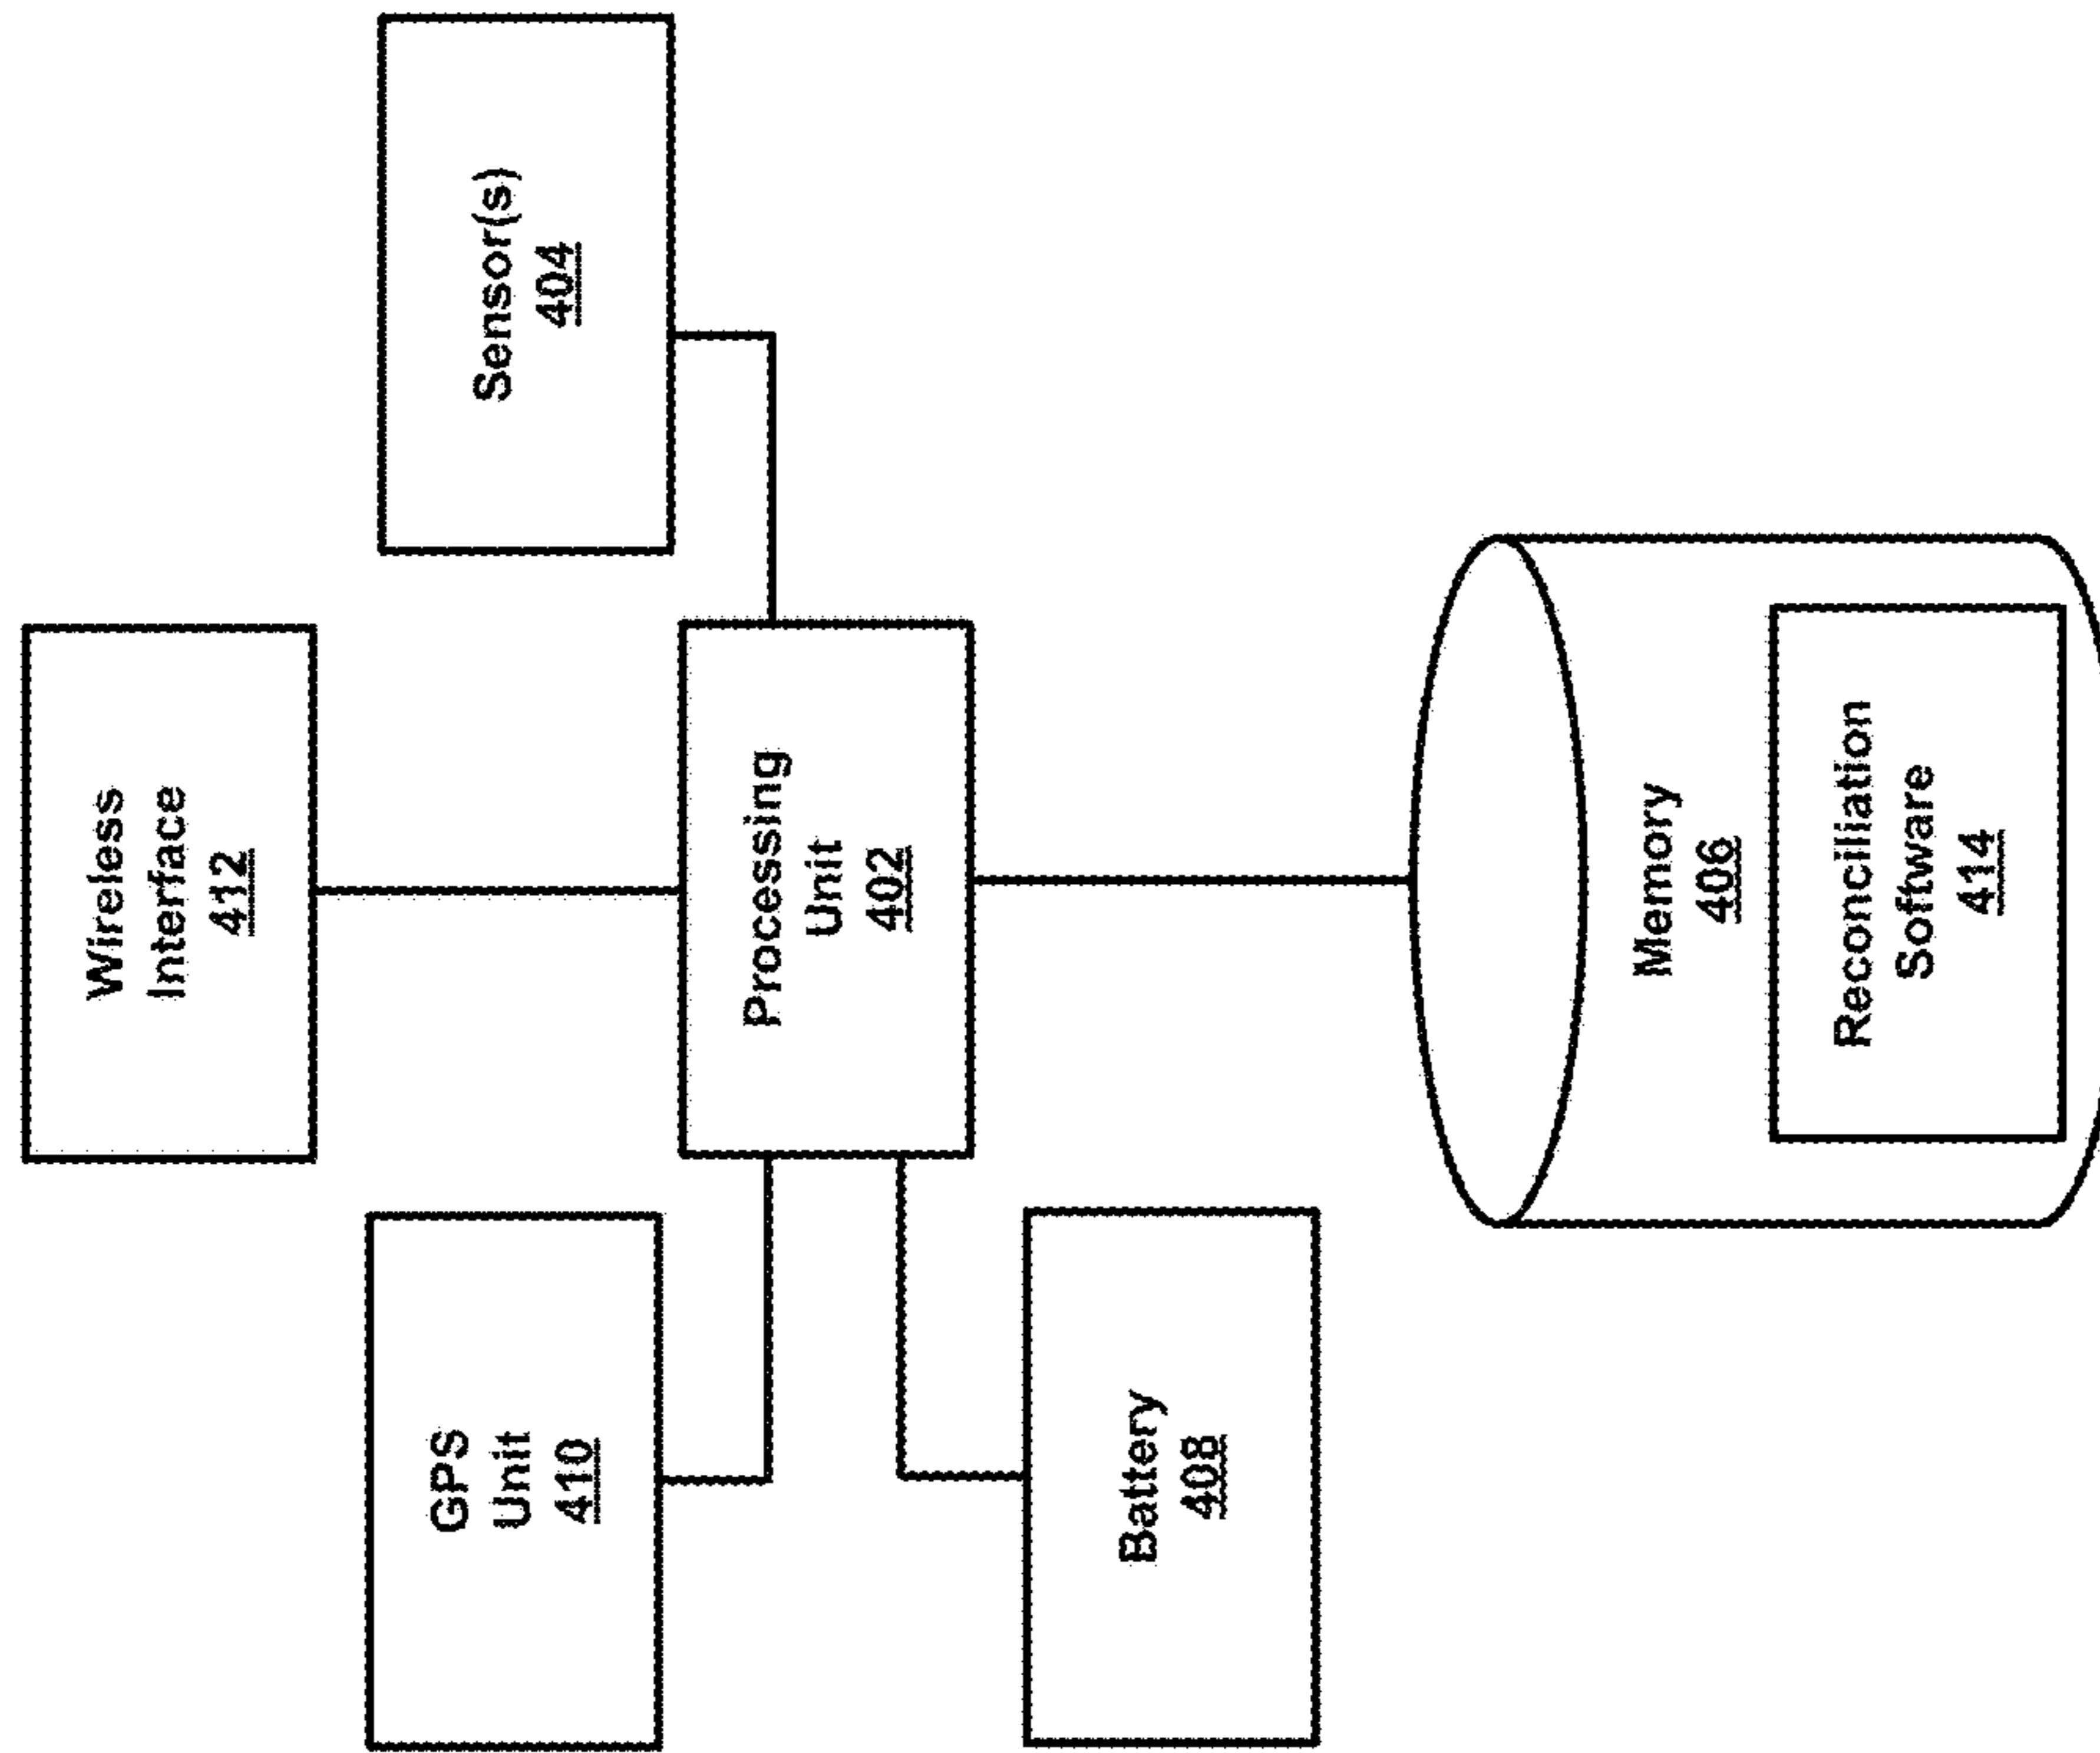 Wireless
Interface
412
Sensor(s)
404
GPS
Unit
410
Processing
Unit
402
Battery
408
Memory
406
Reconciliation
Software
414